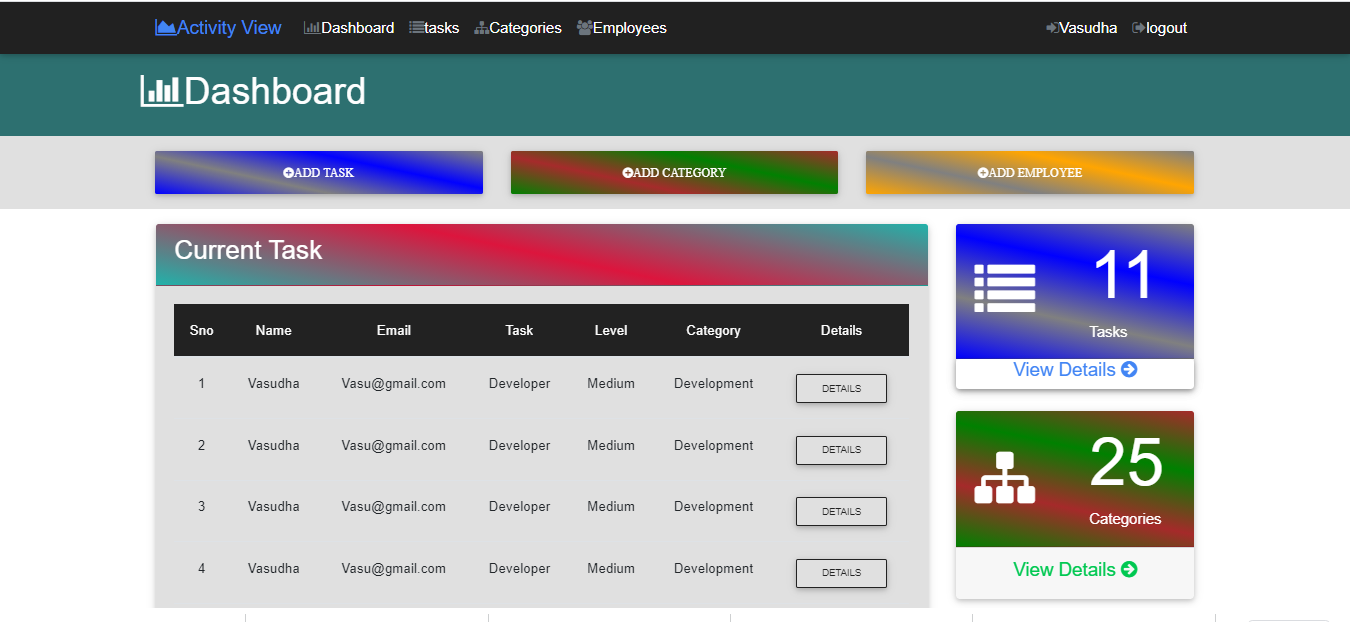 Activity View Dashboard tasks Categories Employees Vasudha logout
Dashboard
ADD TASK ADD CATEGORY ADD EMPLOYEE
Current Task
Sno Name Email Task Level Category Details
1 Vasudha Vasu@gmail.com Developer Medium Development DETAILS
2 Vasudha Vasu@gmail.com Developer Medium Development DETAILS
3 Vasudha Vasu@gmail.com Developer Medium Development DETAILS
4 Vasudha Vasu@gmail.com Developer Medium Development DETAILS
11
Tasks
View Details
25
Categories
View Details